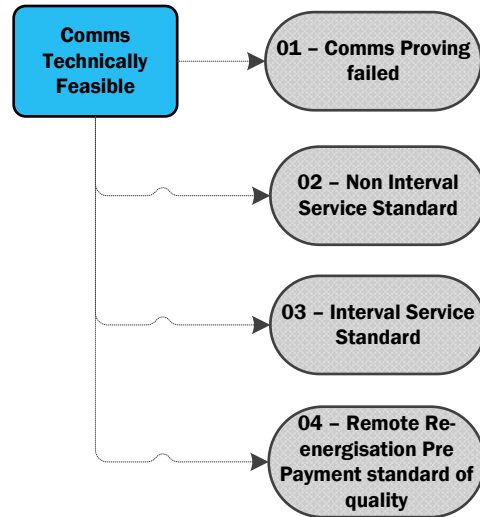 Comms
Technically
Feasible
01 – Comms Proving
failed
02 – Non Interval
Service Standard
03 – Interval Service
Standard
04 – Remote Re-
energisation Pre
Payment standard of
quality